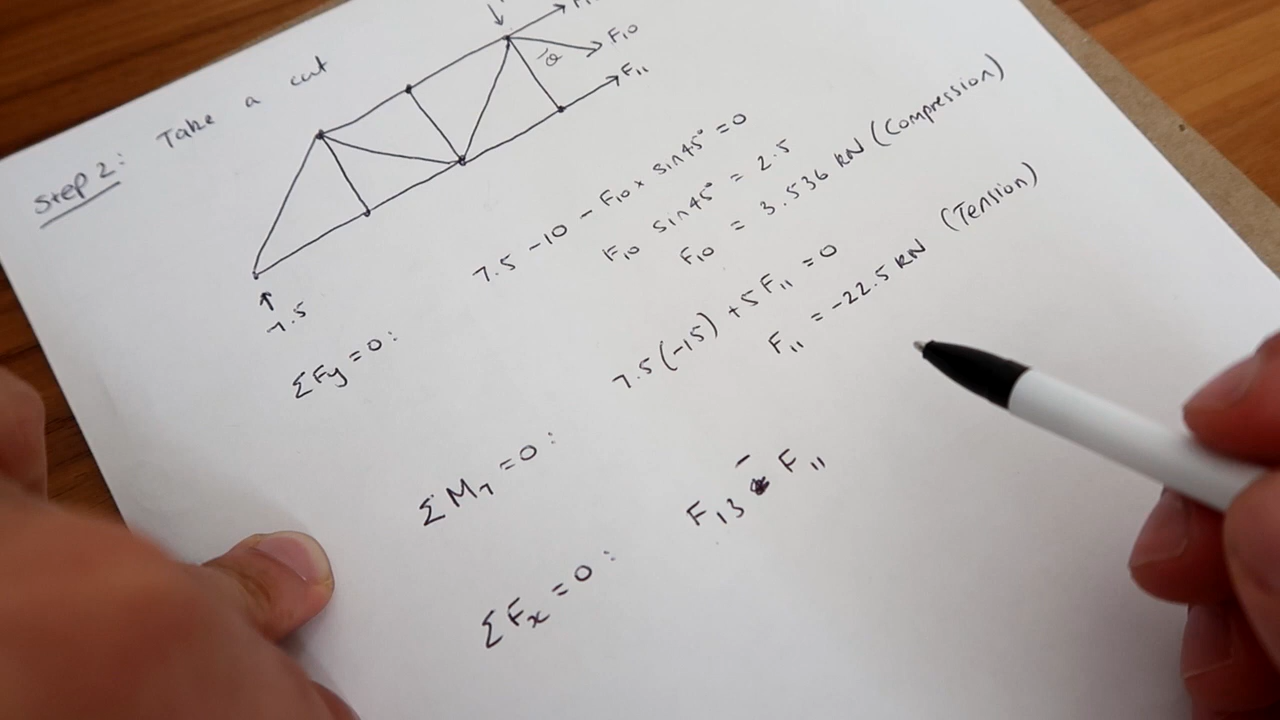 Step 2: Take a cut
F10
θ
F11
7.5
ΣFy = 0: 7.5 - 10 - F10 × sin45° = 0
F10 sin45° = 2.5
F10 = 3.536 kN (Compression)
ΣM7 = 0: 7.5(-15) + 5F11 = 0
F11 = -22.5 kN (Tension)
ΣFx = 0: F13 - F11